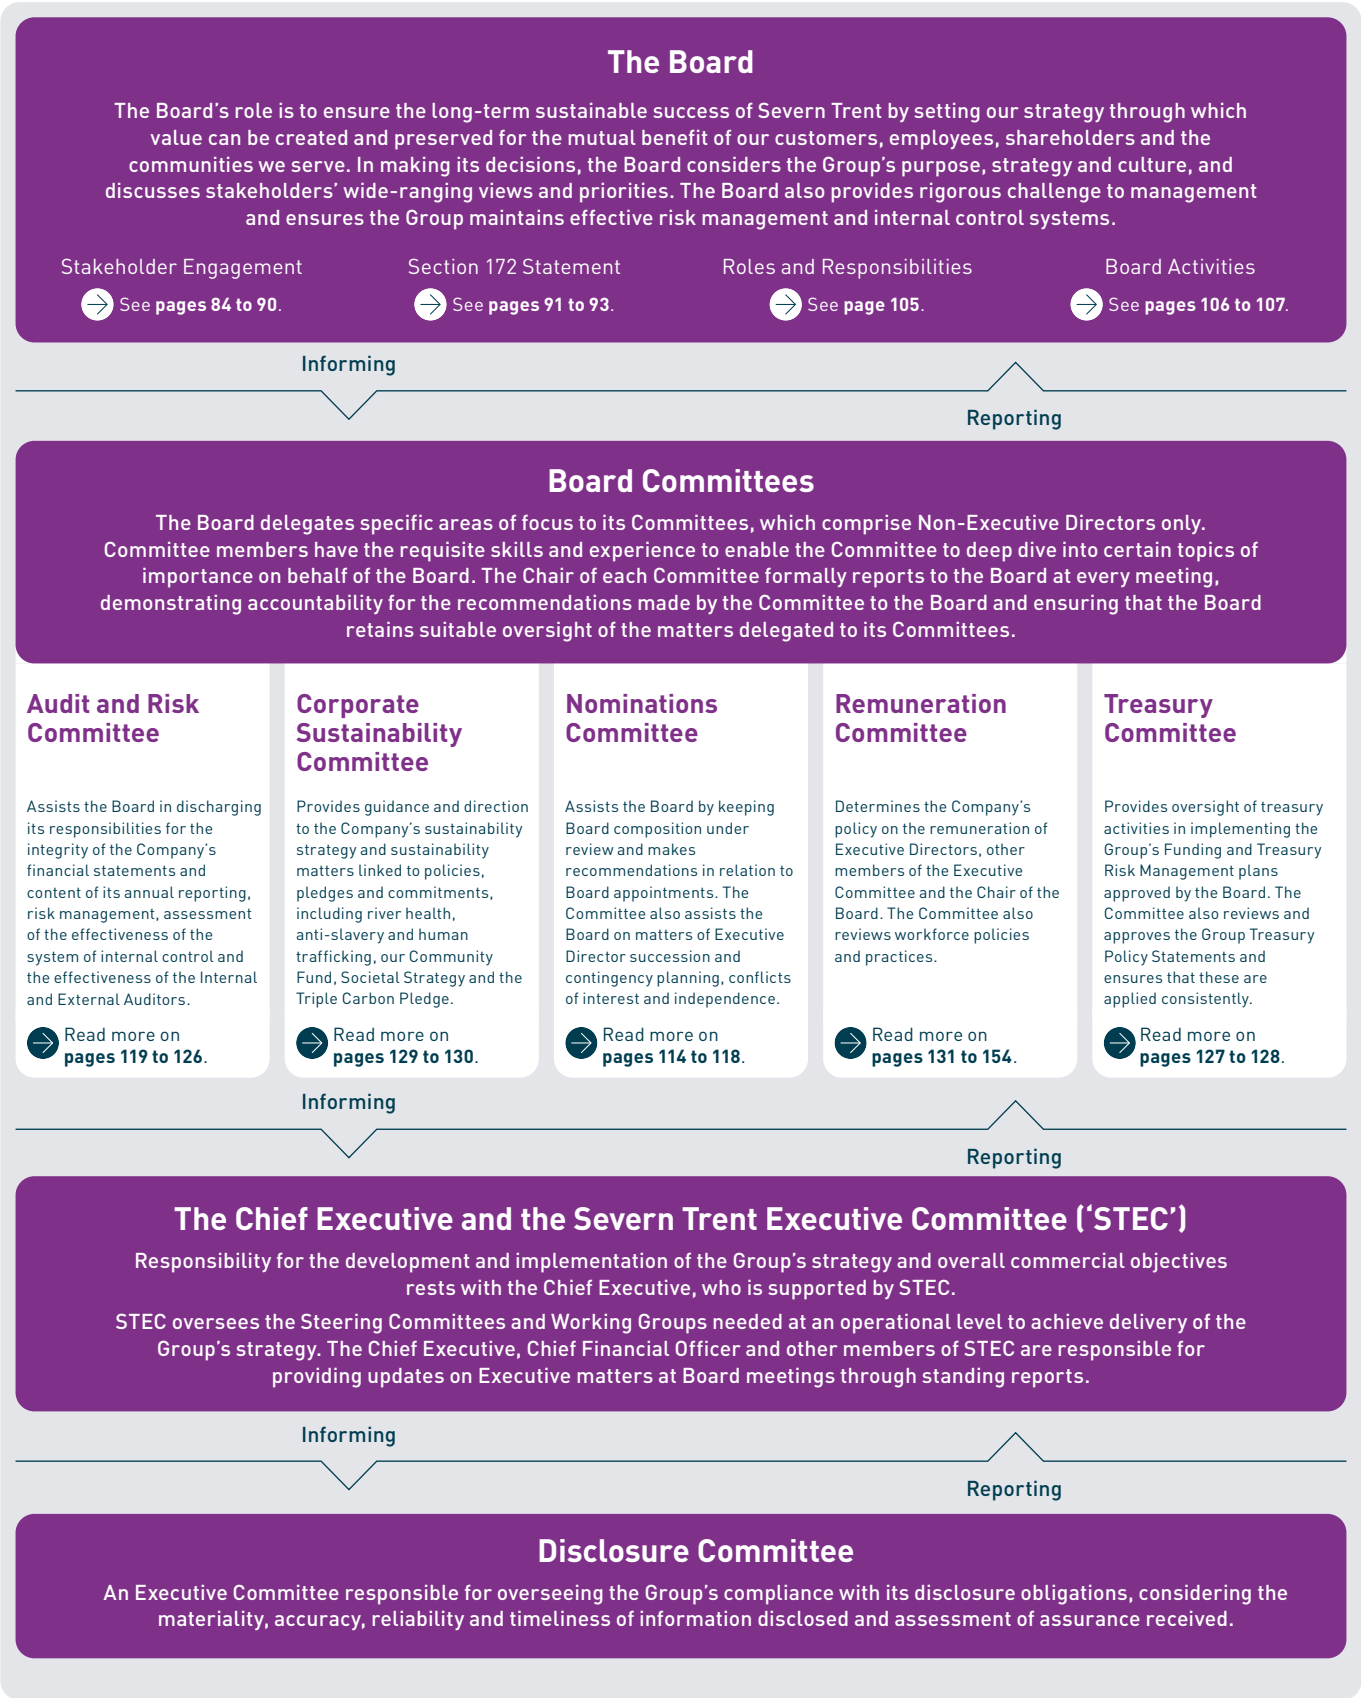 The Board
The Board's role is to ensure the long-term sustainable success of Severn Trent by setting our strategy through which
value can be created and preserved for the mutual benefit of our customers, employees, shareholders and the
communities we serve. In making its decisions, the Board considers the Group's purpose, strategy and culture, and
discusses stakeholders' wide-ranging views and priorities. The Board also provides rigorous challenge to management
and ensures the Group maintains effective risk management and internal control systems.
Stakeholder Engagement
See pages 84 to 90.
Section 172 Statement
See pages 91 to 93.
Roles and Responsibilities
See page 105.
Board Activities
See pages 106 to 107.
Informing
Reporting
Board Committees
The Board delegates specific areas of focus to its Committees, which comprise Non-Executive Directors only.
Committee members have the requisite skills and experience to enable the Committee to deep dive into certain topics of
importance on behalf of the Board. The Chair of each Committee formally reports to the Board at every meeting,
demonstrating accountability for the recommendations made by the Committee to the Board and ensuring that the Board
retains suitable oversight of the matters delegated to its Committees.
Audit and Risk
Committee
Assists the Board in discharging
its responsibilities for the
integrity of the Company's
financial statements and
content of its annual reporting,
risk management, assessment
of the effectiveness of the
system of internal control and
the effectiveness of the Internal
and External Auditors.
Read more on
pages 119 to 126.
Corporate
Sustainability
Committee
Provides guidance and direction
to the Company's sustainability
strategy and sustainability
matters linked to policies,
pledges and commitments,
including river health,
anti-slavery and human
trafficking, our Community
Fund, Societal Strategy and the
Triple Carbon Pledge.
Read more on
pages 129 to 130.
Nominations
Committee
Assists the Board by keeping
Board composition under
review and makes
recommendations in relation to
Board appointments. The
Committee also assists the
Board on matters of Executive
Director succession and
contingency planning, conflicts
of interest and independence.
Read more on
pages 114 to 118.
Remuneration
Committee
Determines the Company's
policy on the remuneration of
Executive Directors, other
members of the Executive
Committee and the Chair of the
Board. The Committee also
reviews workforce policies
and practices.
Read more on
pages 131 to 154.
Treasury
Committee
Provides oversight of treasury
activities in implementing the
Group's Funding and Treasury
Risk Management plans
approved by the Board. The
Committee also reviews and
approves the Group Treasury
Policy Statements and
ensures that these are
applied consistently.
Read more on
pages 127 to 128.
Informing
Reporting
The Chief Executive and the Severn Trent Executive Committee ('STEC')
Responsibility for the development and implementation of the Group's strategy and overall commercial objectives
rests with the Chief Executive, who is supported by STEC.
STEC oversees the Steering Committees and Working Groups needed at an operational level to achieve delivery of the
Group's strategy. The Chief Executive, Chief Financial Officer and other members of STEC are responsible for
providing updates on Executive matters at Board meetings through standing reports.
Informing
Reporting
Disclosure Committee
An Executive Committee responsible for overseeing the Group's compliance with its disclosure obligations, considering the
materiality, accuracy, reliability and timeliness of information disclosed and assessment of assurance received.